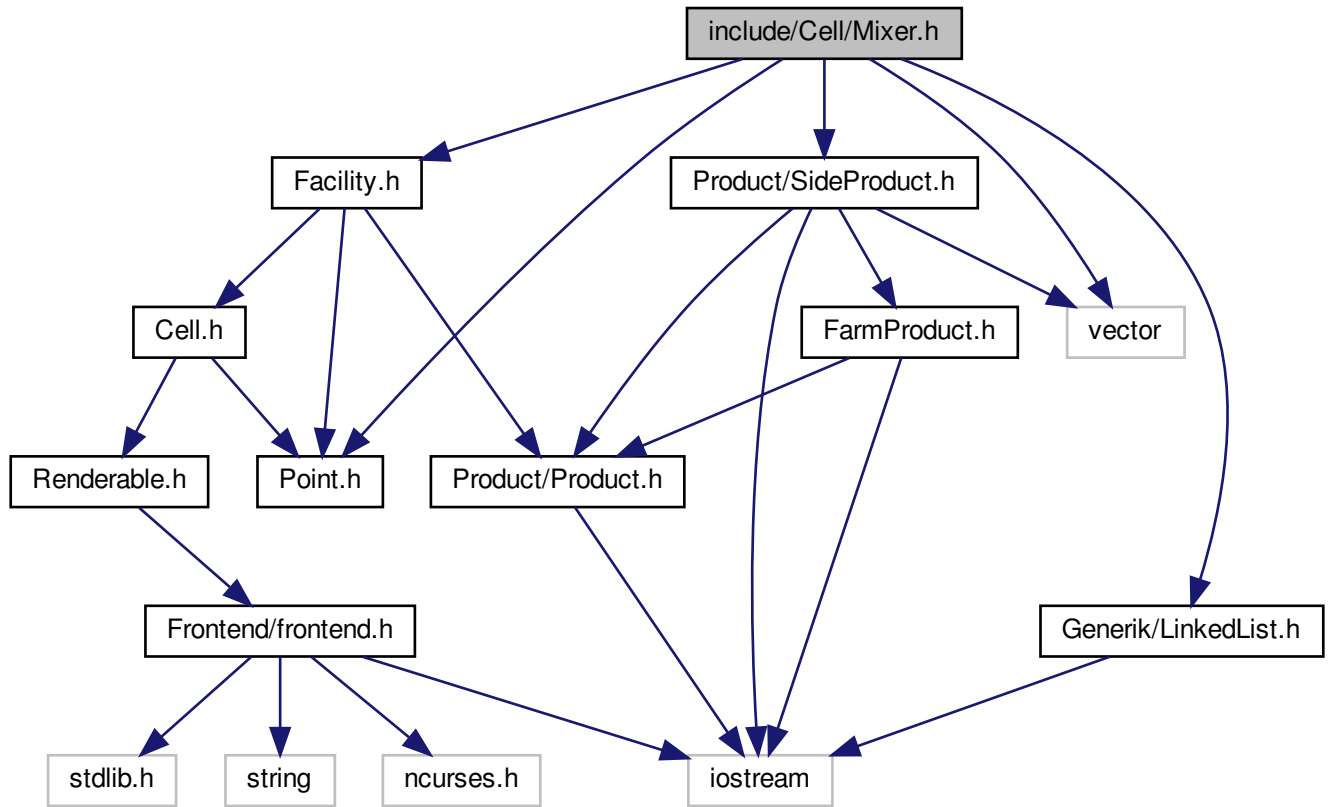 include/Cell/Mixer.h
Facility.h
Product/SideProduct.h
Cell.h
FarmProduct.h
vector
Renderable.h
Point.h
Product/Product.h
Frontend/frontend.h
Generik/LinkedList.h
stdlib.h
string
ncurses.h
iostream